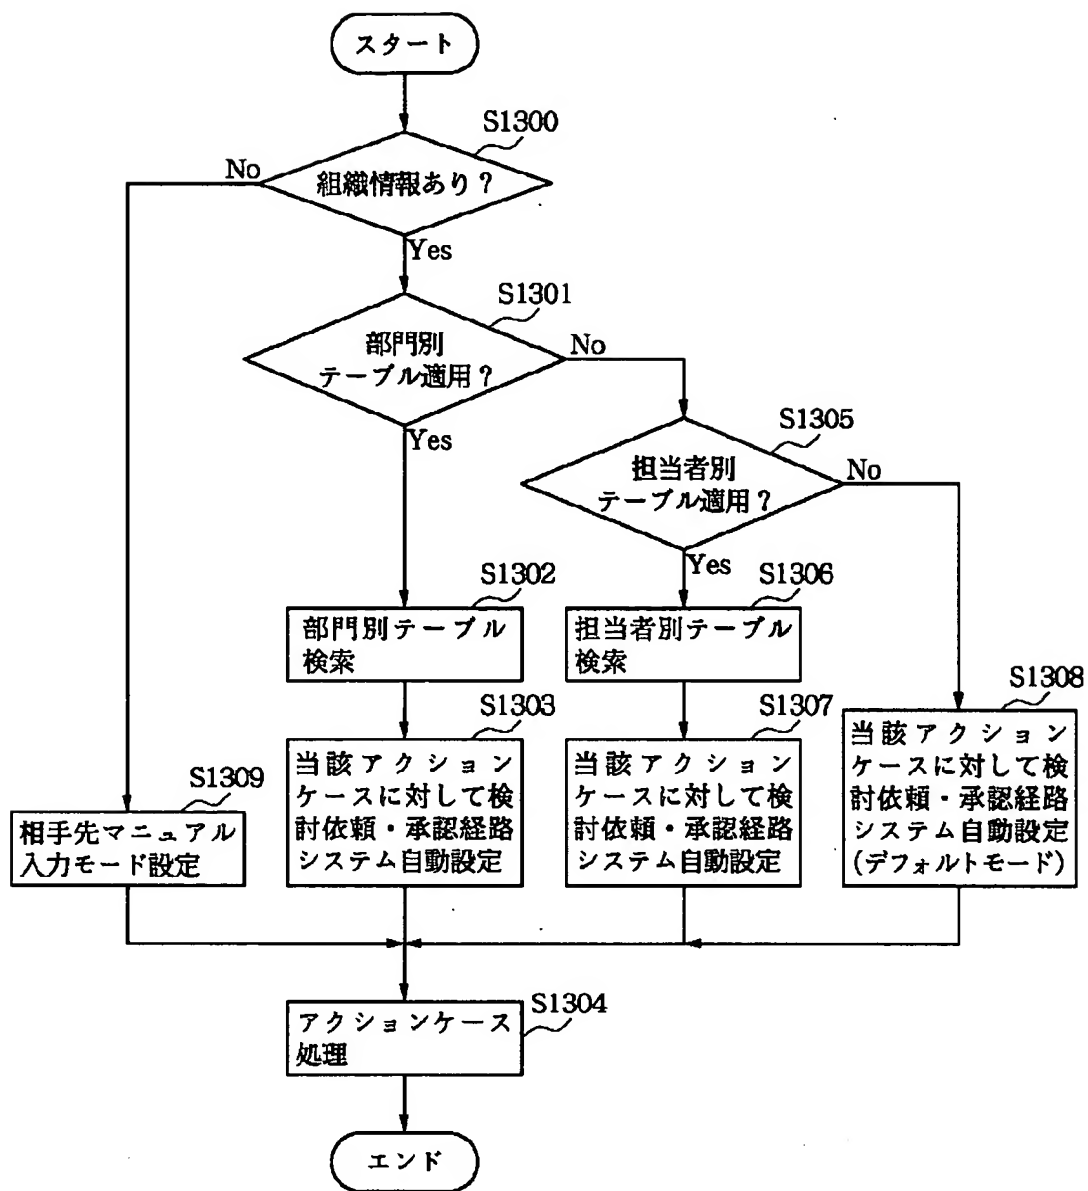 スタート
S1300
No
組織情報あり？
Yes
S1301
部門別
テーブル適用？
No
Yes
S1305
担当者別
テーブル適用？
No
Yes
S1302
部門別テーブル
検索
S1306
担当者別テーブル
検索
S1303
当該アクション
ケースに対して検
討依頼・承認経路
システム自動設定
S1307
当該アクション
ケースに対して検
討依頼・承認経路
システム自動設定
S1308
当該アクション
ケースに対して検
討依頼・承認経路
システム自動設定
(デフォルトモード)
S1309
相手先マニュアル
入力モード設定
S1304
アクションケース
処理
エンド